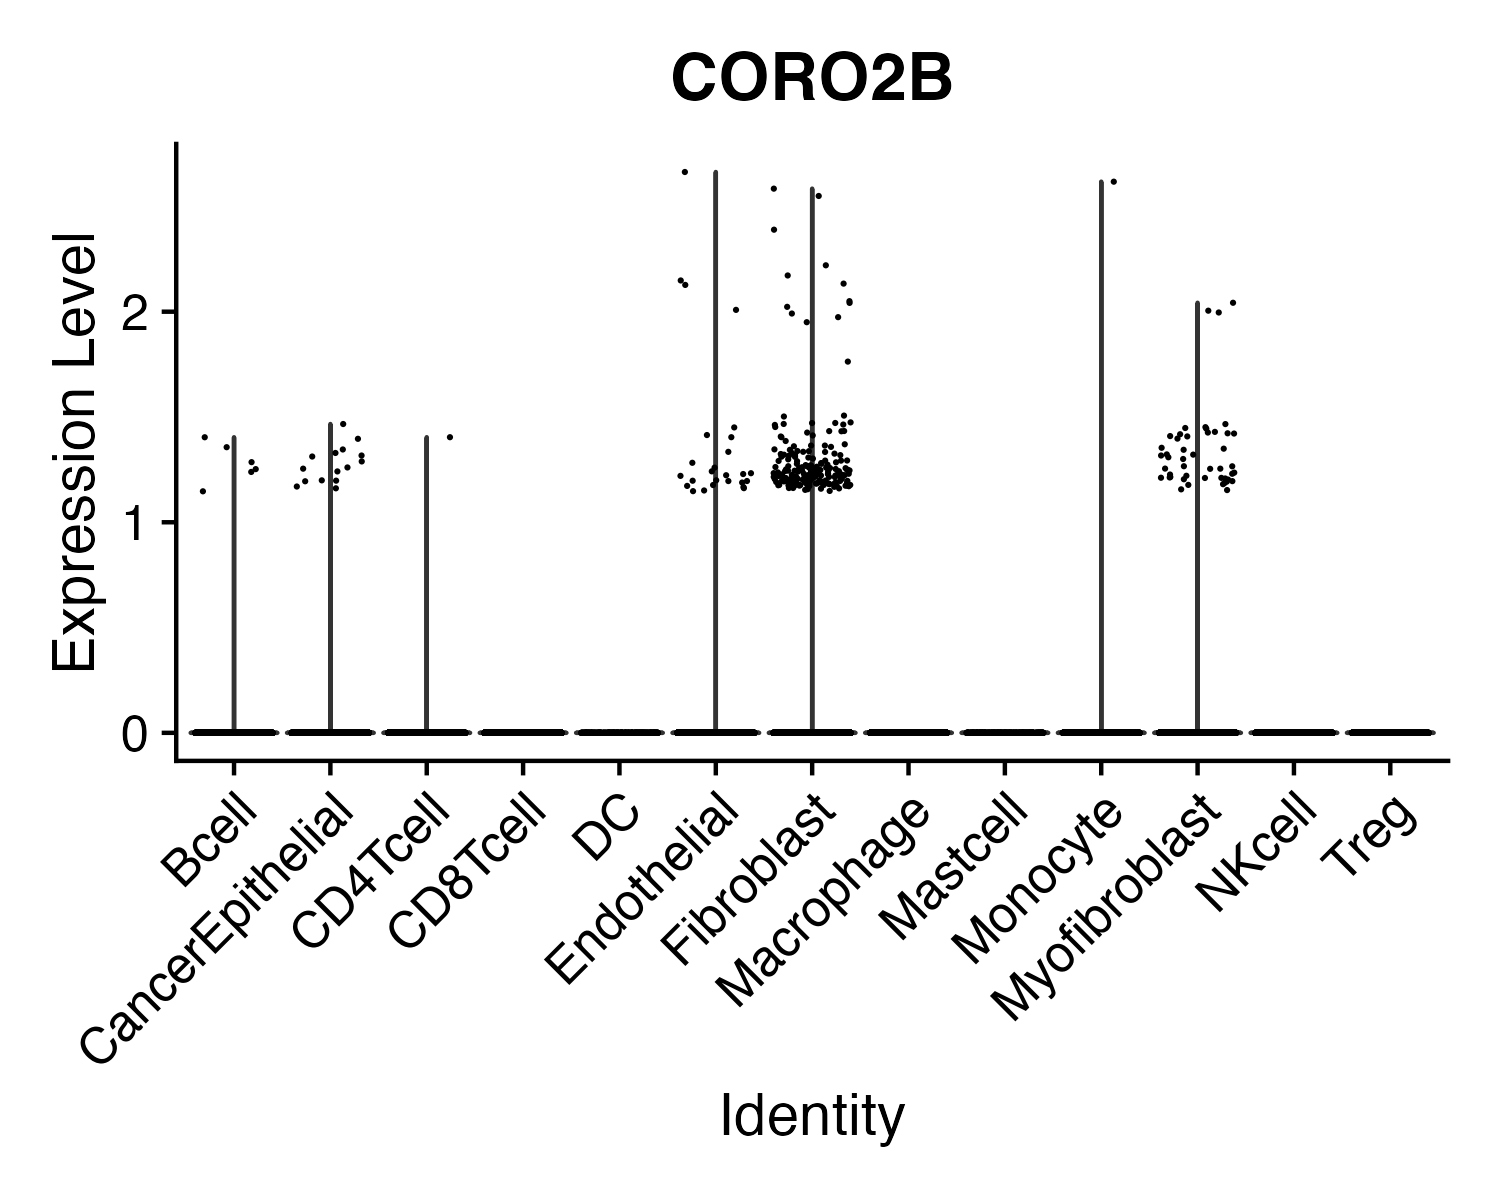 CORO2B
Expression Level
2
1
0
Bcell
CancerEpithelial
CD4Tcell
CD8Tcell
DC
Endothelial
Fibroblast
Macrophage
Mastcell
Monocyte
Myofibroblast
NKcell
Treg
Identity